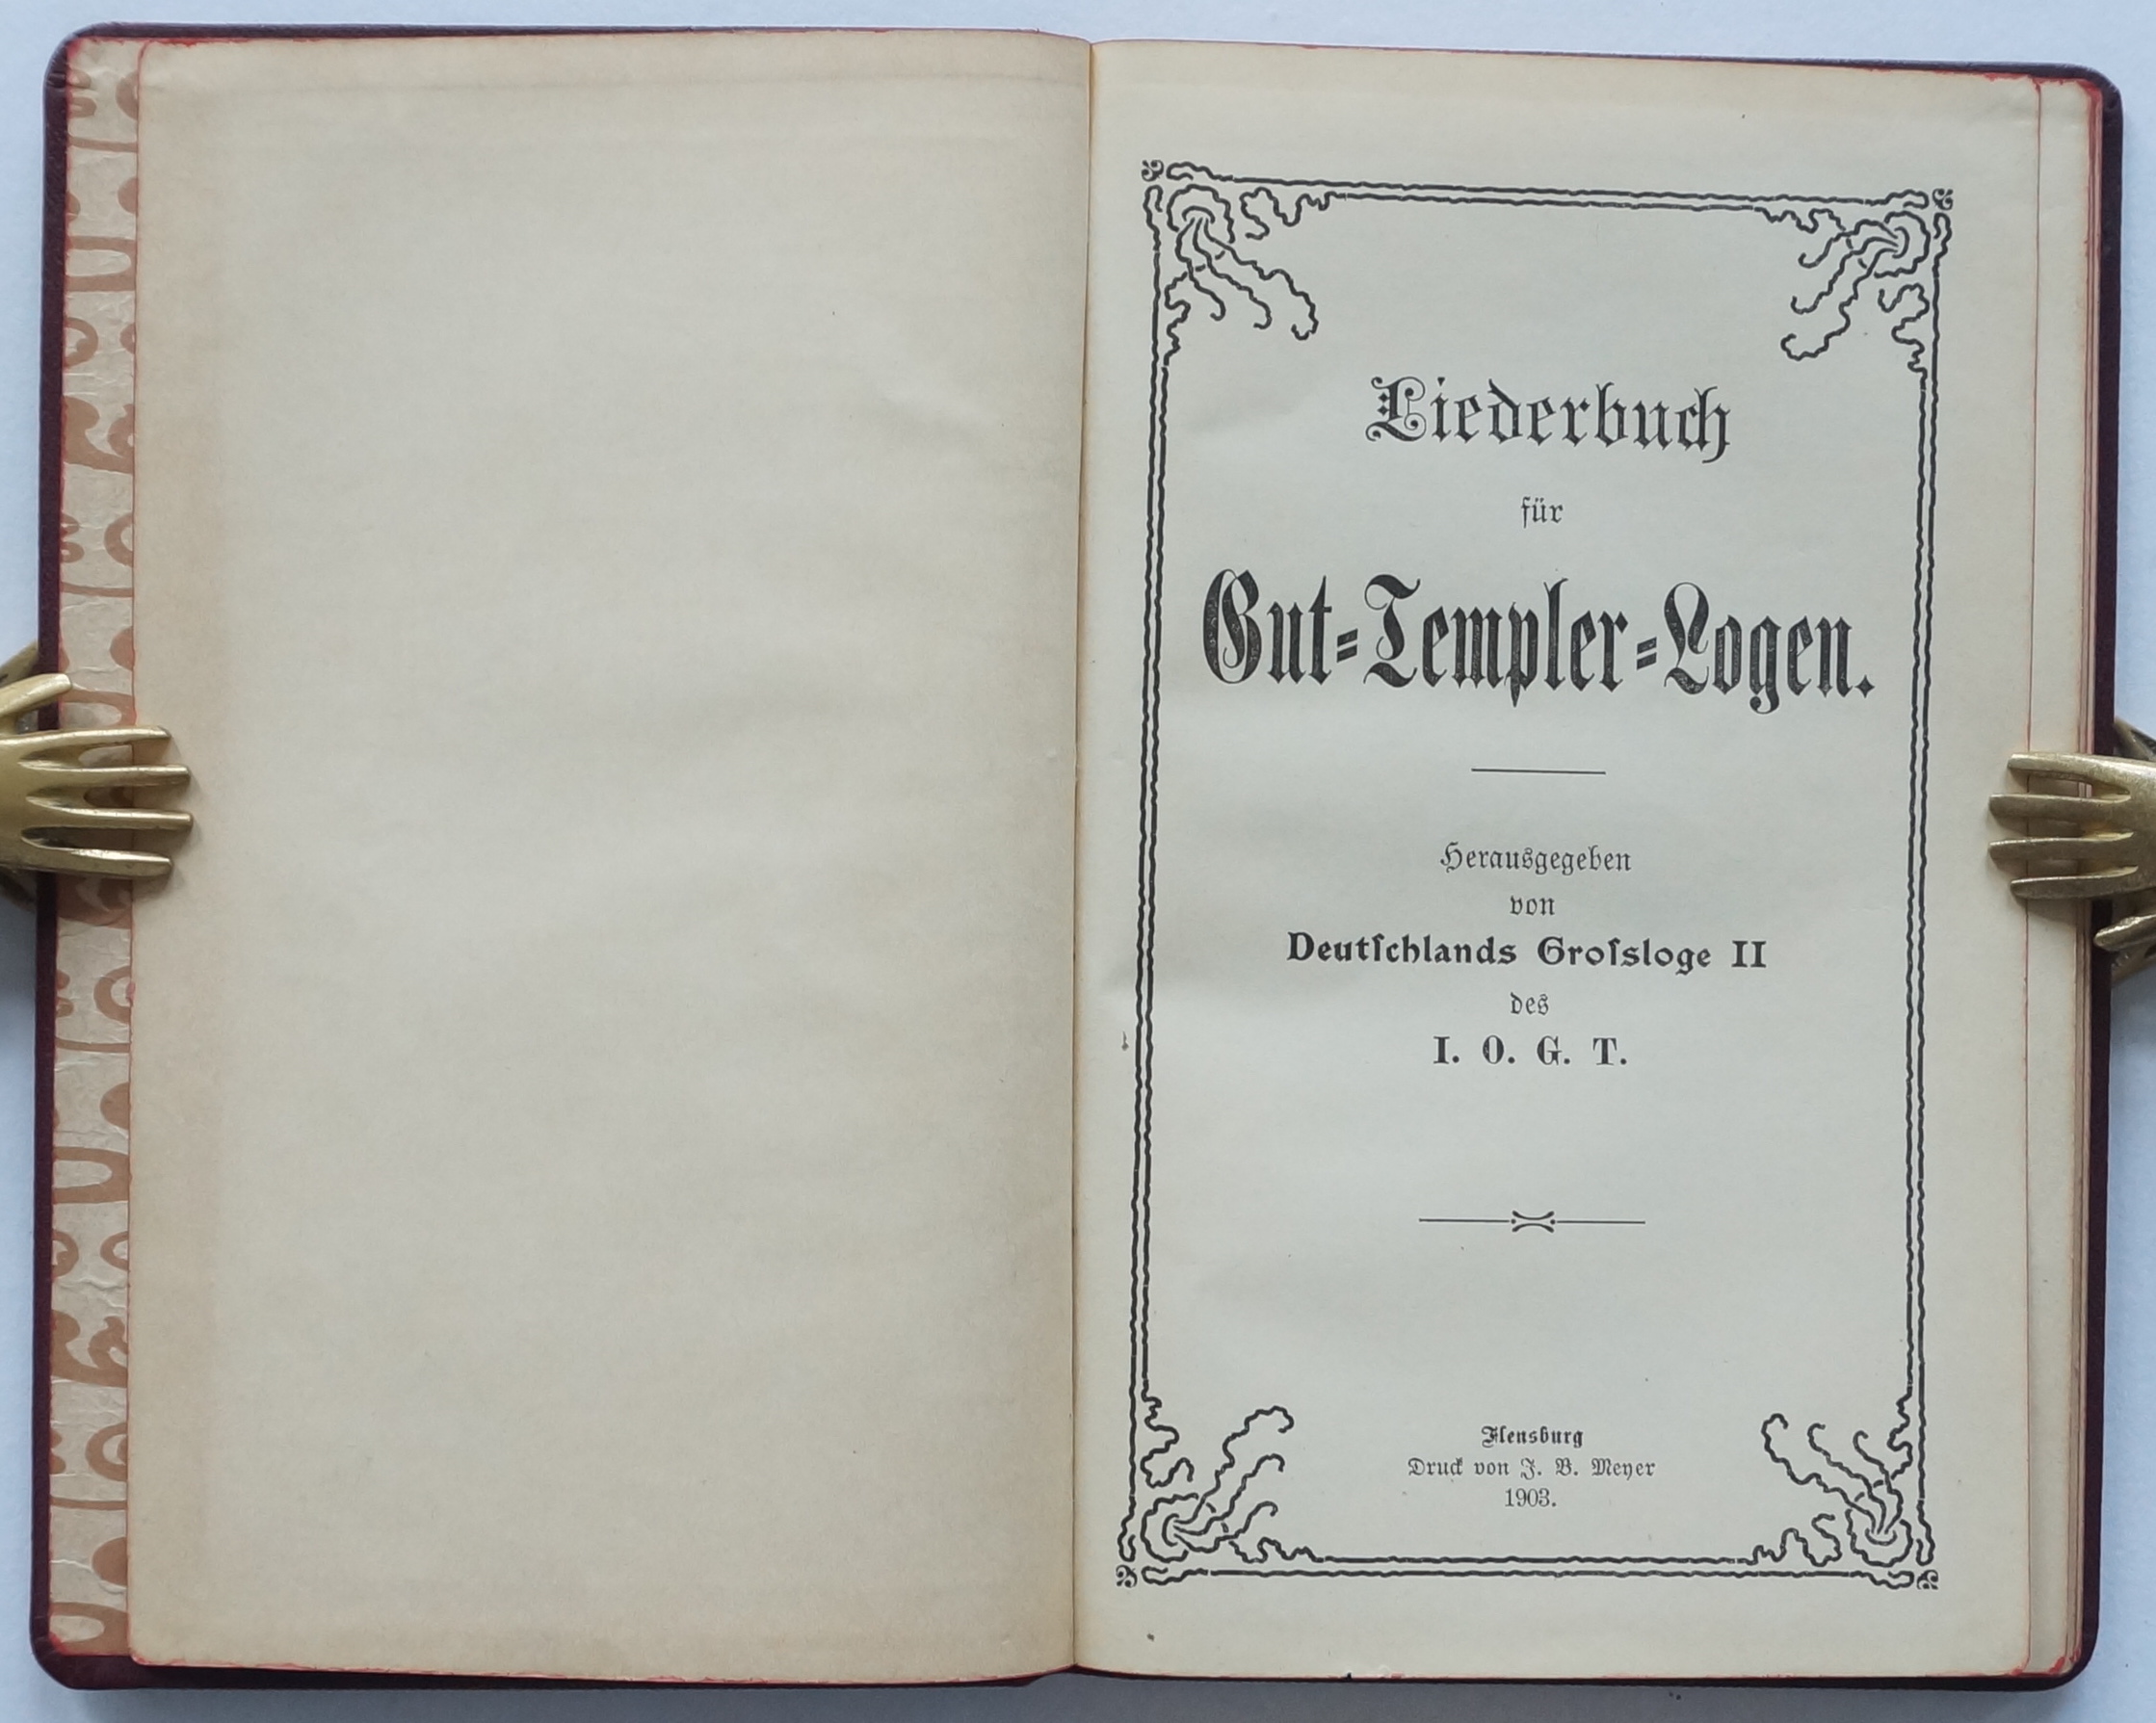 Liederbuch
für
Gut-Templer-Logen.
Herausgegeben
von
Deutſchlands Groſsloge II
des
I. O. G. T.
Flensburg
Druck von J. B. Meyer
1903.